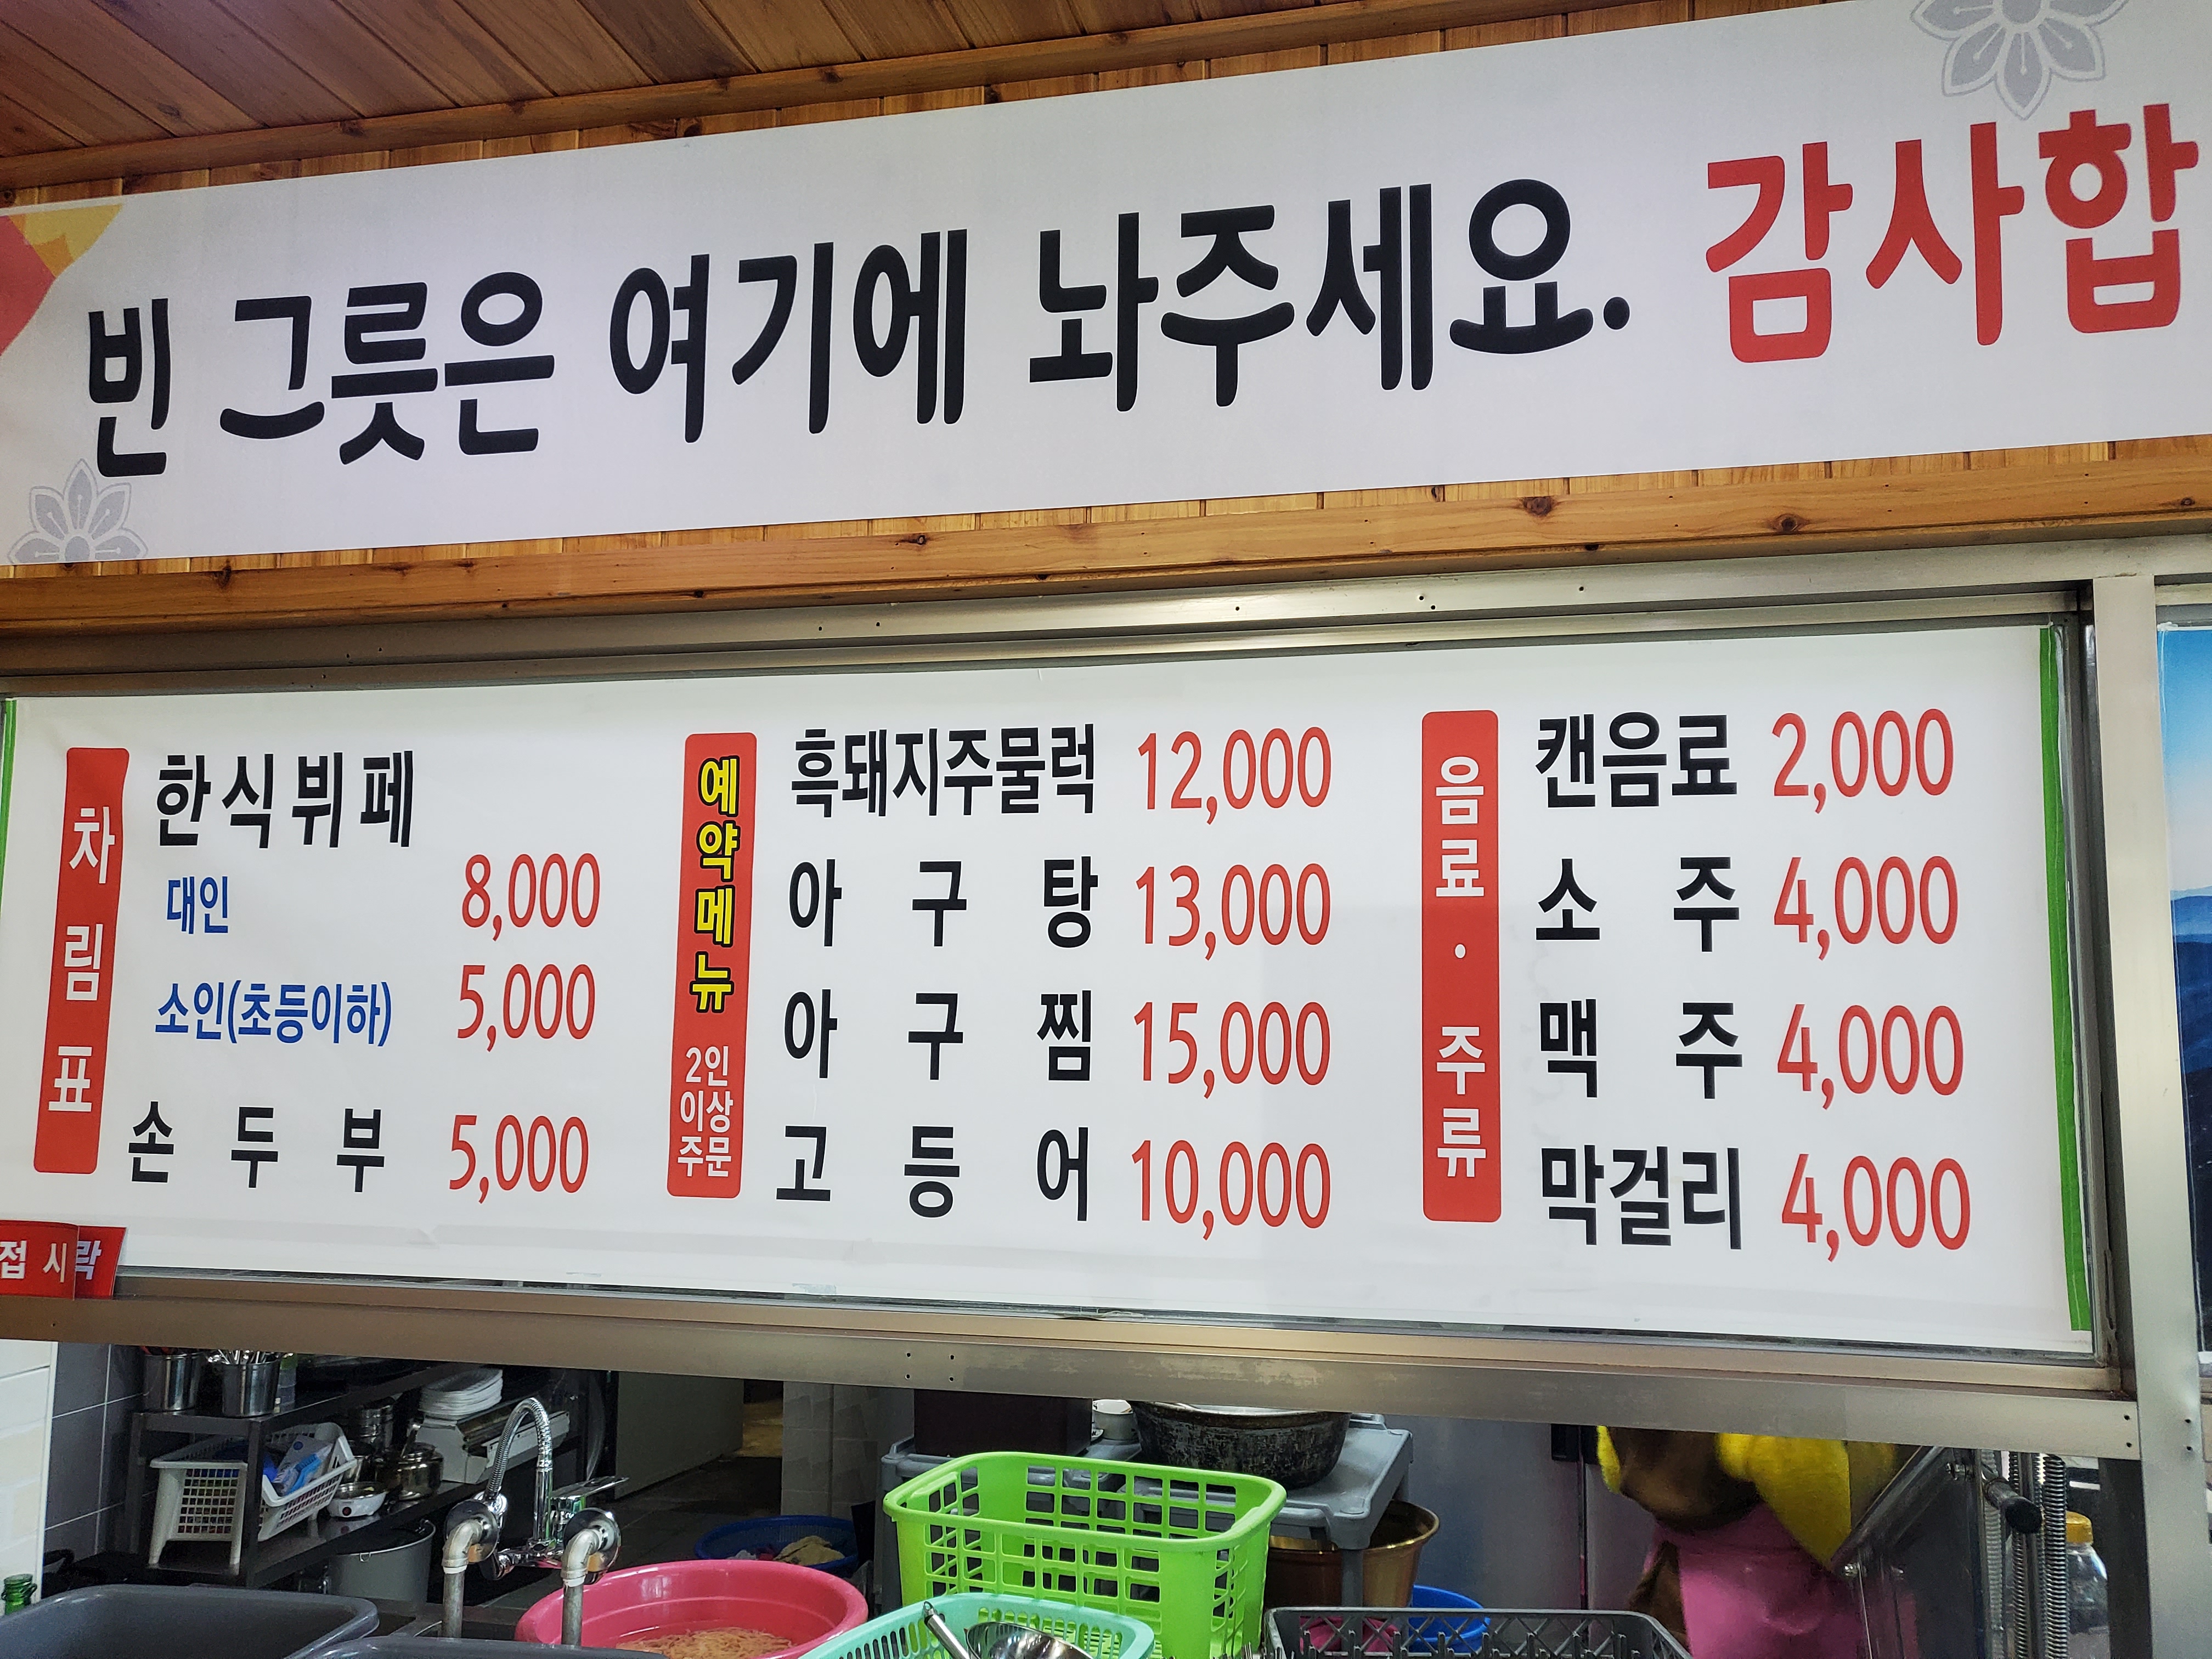 빈 그릇은 여기에 놔주세요. 감사합
차림표
한식뷔페
대인 8,000
소인(초등이하) 5,000
손두부 5,000
예약메뉴
2인
이상
주문
흑돼지주물럭 12,000
아구탕 13,000
아구찜 15,000
고등어 10,000
음료·주류
캔음료 2,000
소주 4,000
맥주 4,000
막걸리 4,000
접시
락